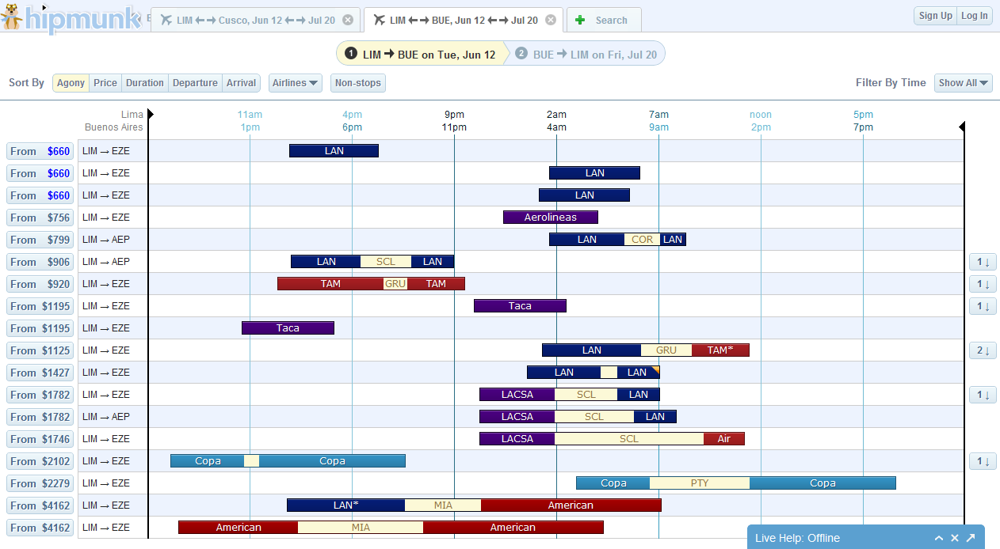 hipmunk
LIM ←→ Cusco, Jun 12 ←→ Jul 20
LIM ←→ BUE, Jun 12 ←→ Jul 20
Search
Sign Up Log In
1 LIM → BUE on Tue, Jun 12 2 BUE → LIM on Fri, Jul 20
Sort By Agony Price Duration Departure Arrival Airlines Non-stops Filter By Time Show All
Lima 11am 4pm 9pm 2am 7am noon 5pm
Buenos Aires 1pm 6pm 11pm 4am 9am 2pm 7pm
From $660 LIM → EZE LAN
From $660 LIM → EZE LAN
From $660 LIM → EZE LAN
From $756 LIM → EZE Aerolineas
From $799 LIM → AEP LAN COR LAN
From $906 LIM → AEP LAN SCL LAN 1↓
From $920 LIM → EZE TAM GRU TAM 1↓
From $1195 LIM → EZE Taca 1↓
From $1195 LIM → EZE Taca
From $1125 LIM → EZE LAN GRU TAM* 2↓
From $1427 LIM → EZE LAN LAN
From $1782 LIM → EZE LACSA SCL LAN 1↓
From $1782 LIM → AEP LACSA SCL LAN
From $1746 LIM → EZE LACSA SCL Air
From $2102 LIM → EZE Copa Copa 1↓
From $2279 LIM → EZE Copa PTY Copa
From $4162 LIM → EZE LAN* MIA American
From $4162 LIM → EZE American MIA American
Live Help: Offline